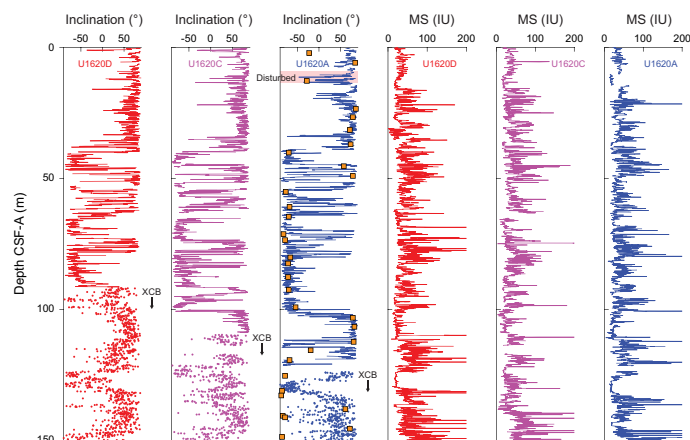 Inclination (°) Inclination (°) Inclination (°) MS (IU) MS (IU) MS (IU)
-50 0 50 -50 0 50 -50 0 50 0 100 200 0 100 200 0 100 200
0
U1620D U1620C U1620A U1620D U1620C U1620A
Disturbed
50
Depth CSF-A (m)
XCB
100
XCB
XCB
150